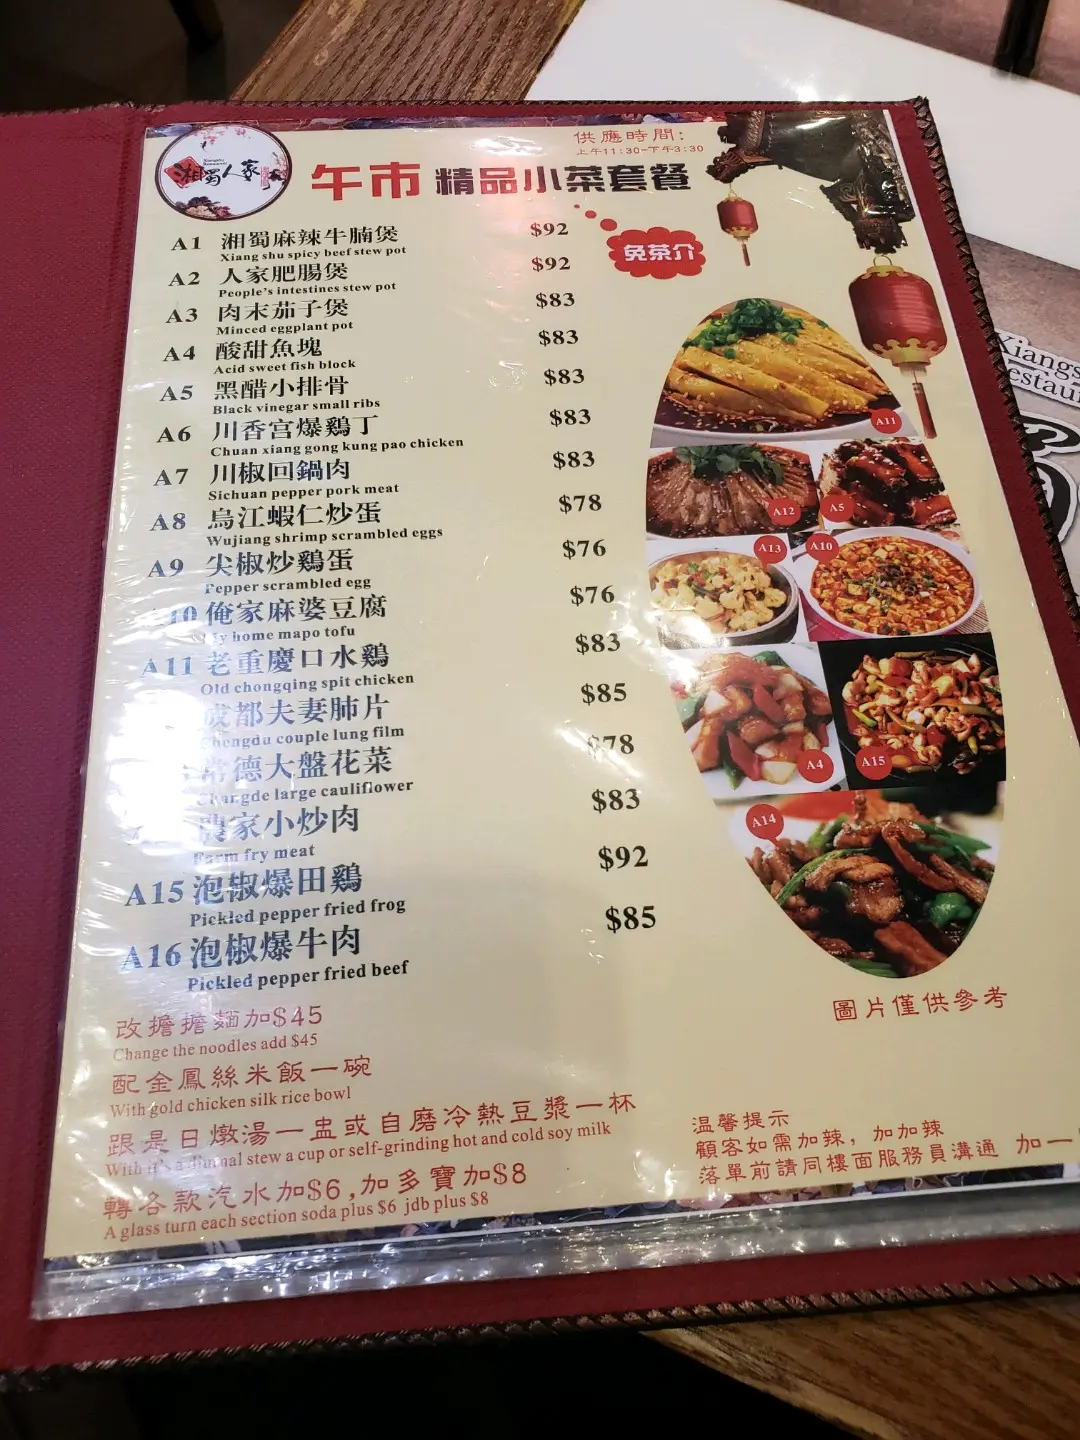 供應時間:
上午11:30-下午3:30
Xiangshu
Restaurant
湘蜀人家
午市 精品小菜套餐
免茶介
A1 湘蜀麻辣牛腩煲 $92
Xiang shu spicy beef stew pot
A2 人家肥腸煲 $92
People's intestines stew pot
A3 肉末茄子煲 $83
Minced eggplant pot
A4 酸甜魚塊 $83
Acid sweet fish block
A5 黑醋小排骨 $83
Black vinegar small ribs
A6 川香宫爆鷄丁 $83
Chuan xiang gong kung pao chicken
A7 川椒回鍋肉 $83
Sichuan pepper pork meat
A8 烏江蝦仁炒蛋 $78
Wujiang shrimp scrambled eggs
A9 尖椒炒鷄蛋 $76
Pepper scrambled egg
A10 俺家麻婆豆腐 $76
My home mapo tofu
A11 老重慶口水鷄 $83
Old chongqing spit chicken
成都夫妻肺片 $85
Chengdu couple lung film
常德大盤花菜 $78
Changde large cauliflower
農家小炒肉 $83
Farm fry meat
A15 泡椒爆田鷄 $92
Pickled pepper fried frog
A16 泡椒爆牛肉 $85
Pickled pepper fried beef
A11
A12
A5
A13
A10
A4
A15
A14
圖片僅供參考
改擔擔麵加$45
Change the noodles add $45
配金鳳絲米飯一碗
With gold chicken silk rice bowl
跟是日燉湯一盅或自磨冷熱豆漿一杯
With it's a diurnal stew a cup or self-grinding hot and cold soy milk
轉各款汽水加$6,加多寶加$8
A glass turn each section soda plus $6 jdb plus $8
温馨提示
顧客如需加辣, 加加辣
落單前請同樓面服務員溝通 加一